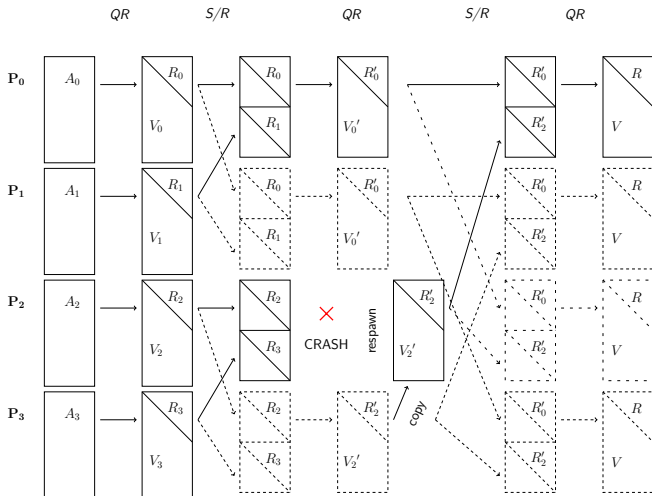 QR S/R QR S/R QR
P₀ A₀ R₀ R₀ R′₀ R′₀ R
V₀ R₁ V₀′ R′₂ V
P₁ A₁ R₁ R₀ R′₀ R′₀ R
V₁ R₁ V₀′ R′₂ V
P₂ A₂ R₂ R₂ R′₂ R′₀ R
V₂ R₃ CRASH respawn V₂′ R′₂ V
P₃ A₃ R₃ R₂ R′₂ copy R′₀ R
V₃ R₃ V₂′ R′₂ V